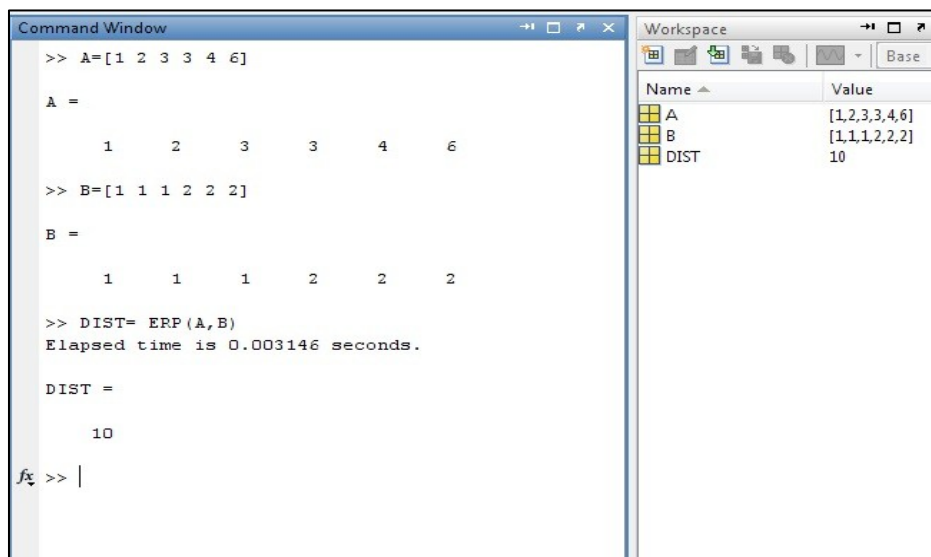 Command Window
>> A=[1 2 3 3 4 6]
A =
1 2 3 3 4 6
>> B=[1 1 1 2 2 2]
B =
1 1 1 2 2 2
>> DIST= ERP(A,B)
Elapsed time is 0.003146 seconds.
DIST =
10
fx >>
Workspace
Base
Name Value
A [1,2,3,3,4,6]
B [1,1,1,2,2,2]
DIST 10